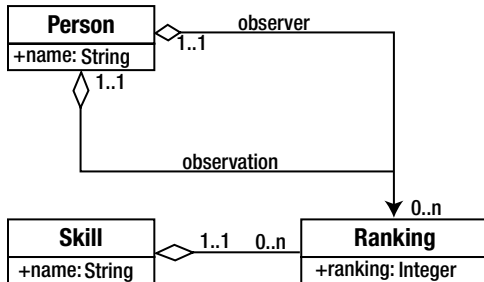 Person
+name: String
observer
1..1
1..1
observation
0..n
Skill
+name: String
1..1 0..n
Ranking
+ranking: Integer